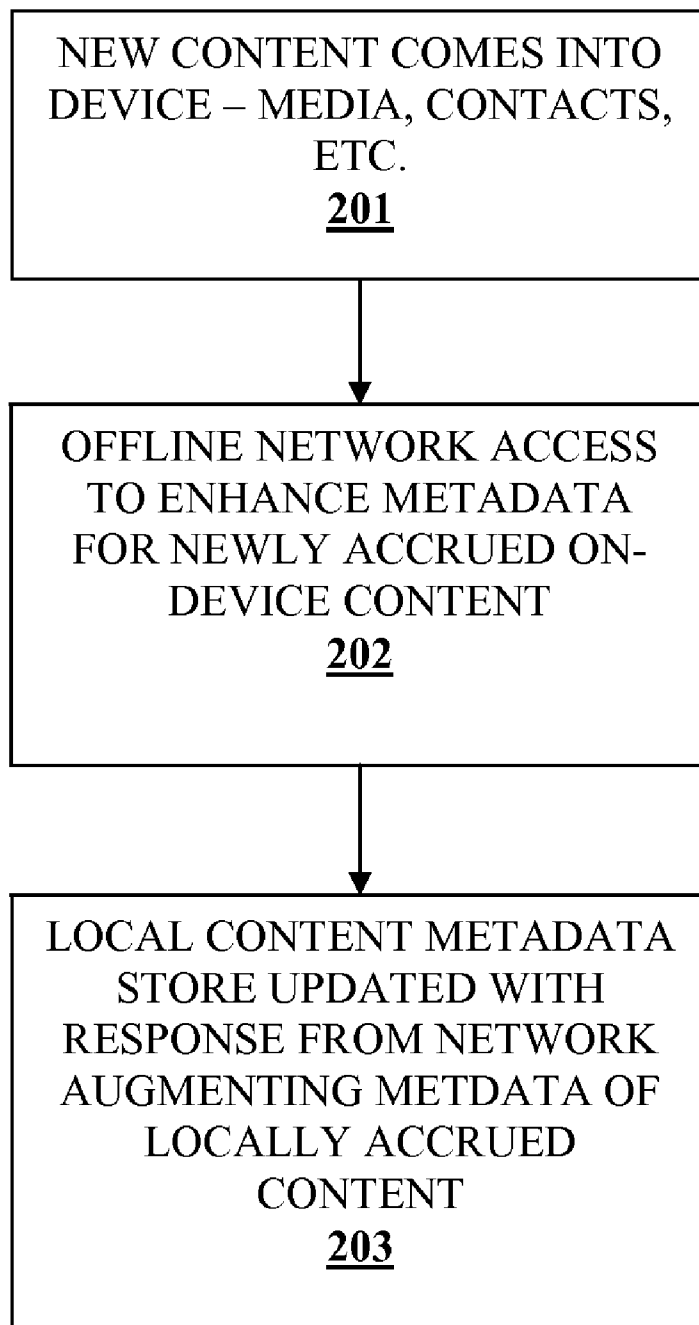 NEW CONTENT COMES INTO
DEVICE – MEDIA, CONTACTS,
ETC.
201
OFFLINE NETWORK ACCESS
TO ENHANCE METADATA
FOR NEWLY ACCRUED ON-
DEVICE CONTENT
202
LOCAL CONTENT METADATA
STORE UPDATED WITH
RESPONSE FROM NETWORK
AUGMENTING METDATA OF
LOCALLY ACCRUED
CONTENT
203